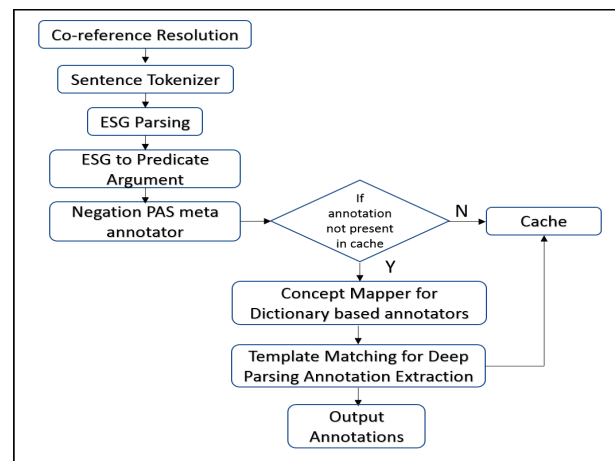 Co-reference Resolution
Sentence Tokenizer
ESG Parsing
ESG to Predicate
Argument
Negation PAS meta
annotator
If
annotation
not present
in cache
N
Cache
Y
Concept Mapper for
Dictionary based annotators
Template Matching for Deep
Parsing Annotation Extraction
Output
Annotations